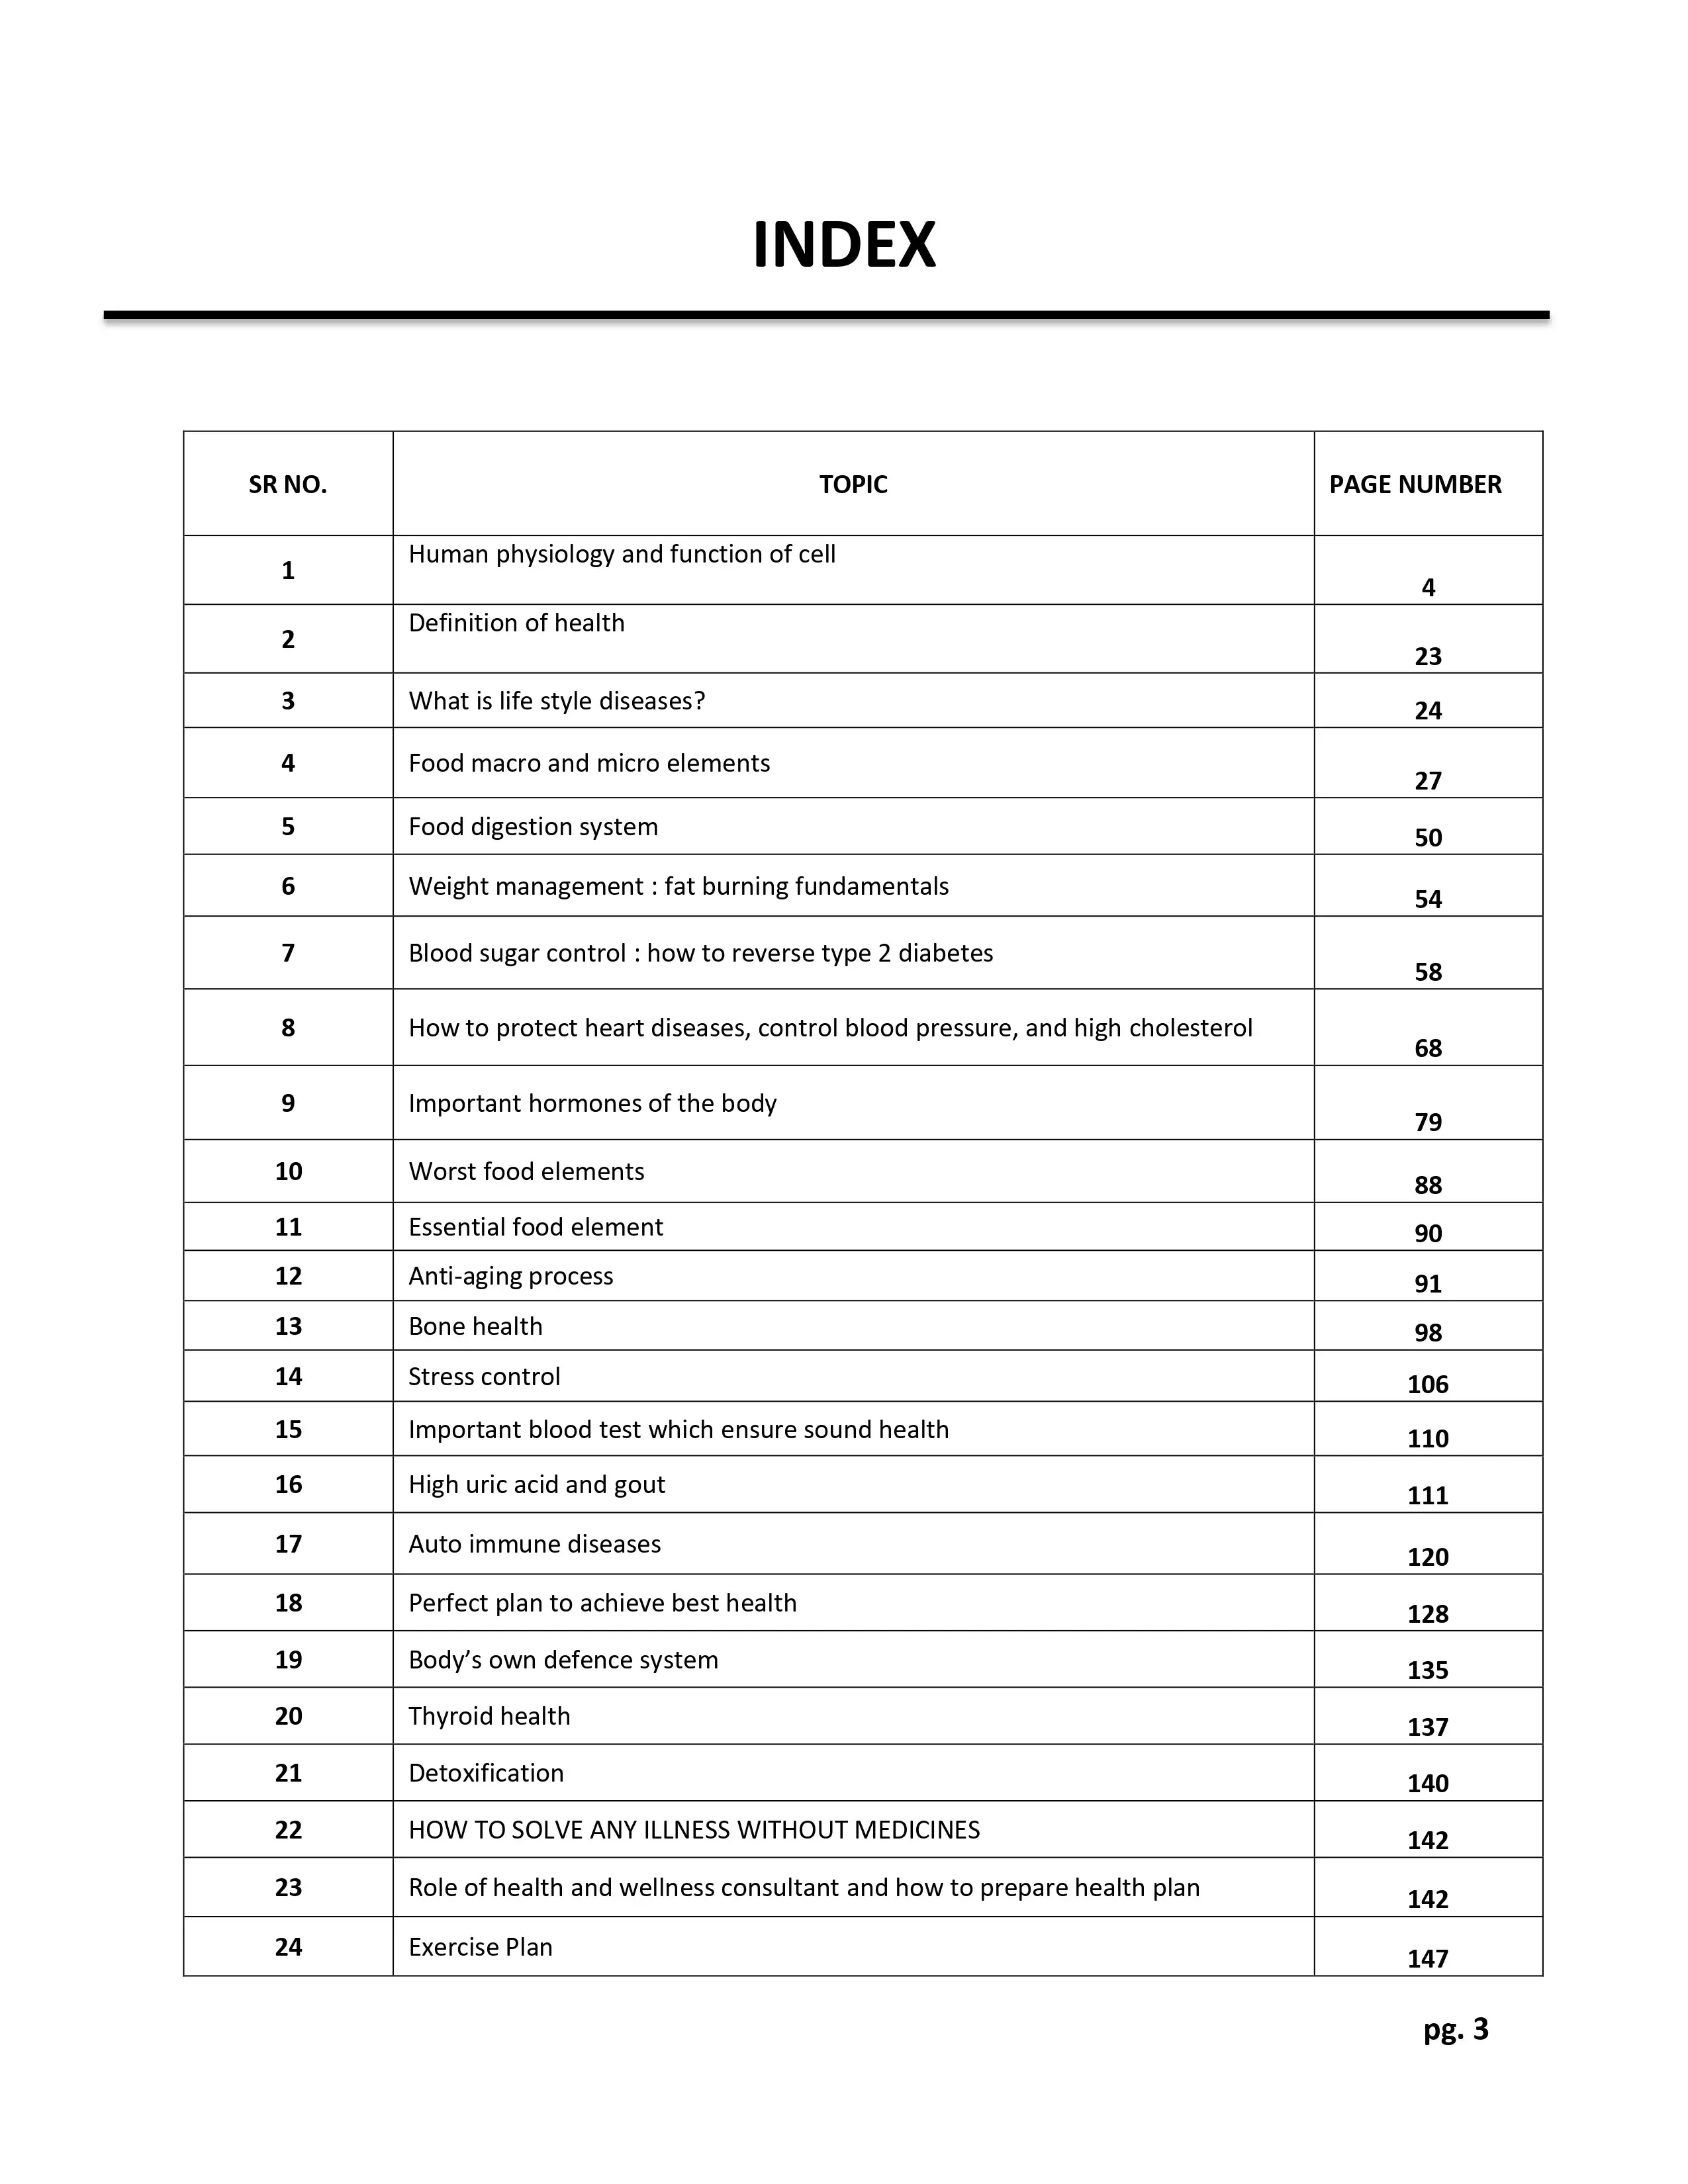 INDEX
SR NO. TOPIC PAGE NUMBER
1 Human physiology and function of cell 4
2 Definition of health 23
3 What is life style diseases? 24
4 Food macro and micro elements 27
5 Food digestion system 50
6 Weight management : fat burning fundamentals 54
7 Blood sugar control : how to reverse type 2 diabetes 58
8 How to protect heart diseases, control blood pressure, and high cholesterol 68
9 Important hormones of the body 79
10 Worst food elements 88
11 Essential food element 90
12 Anti-aging process 91
13 Bone health 98
14 Stress control 106
15 Important blood test which ensure sound health 110
16 High uric acid and gout 111
17 Auto immune diseases 120
18 Perfect plan to achieve best health 128
19 Body’s own defence system 135
20 Thyroid health 137
21 Detoxification 140
22 HOW TO SOLVE ANY ILLNESS WITHOUT MEDICINES 142
23 Role of health and wellness consultant and how to prepare health plan 142
24 Exercise Plan 147
pg. 3